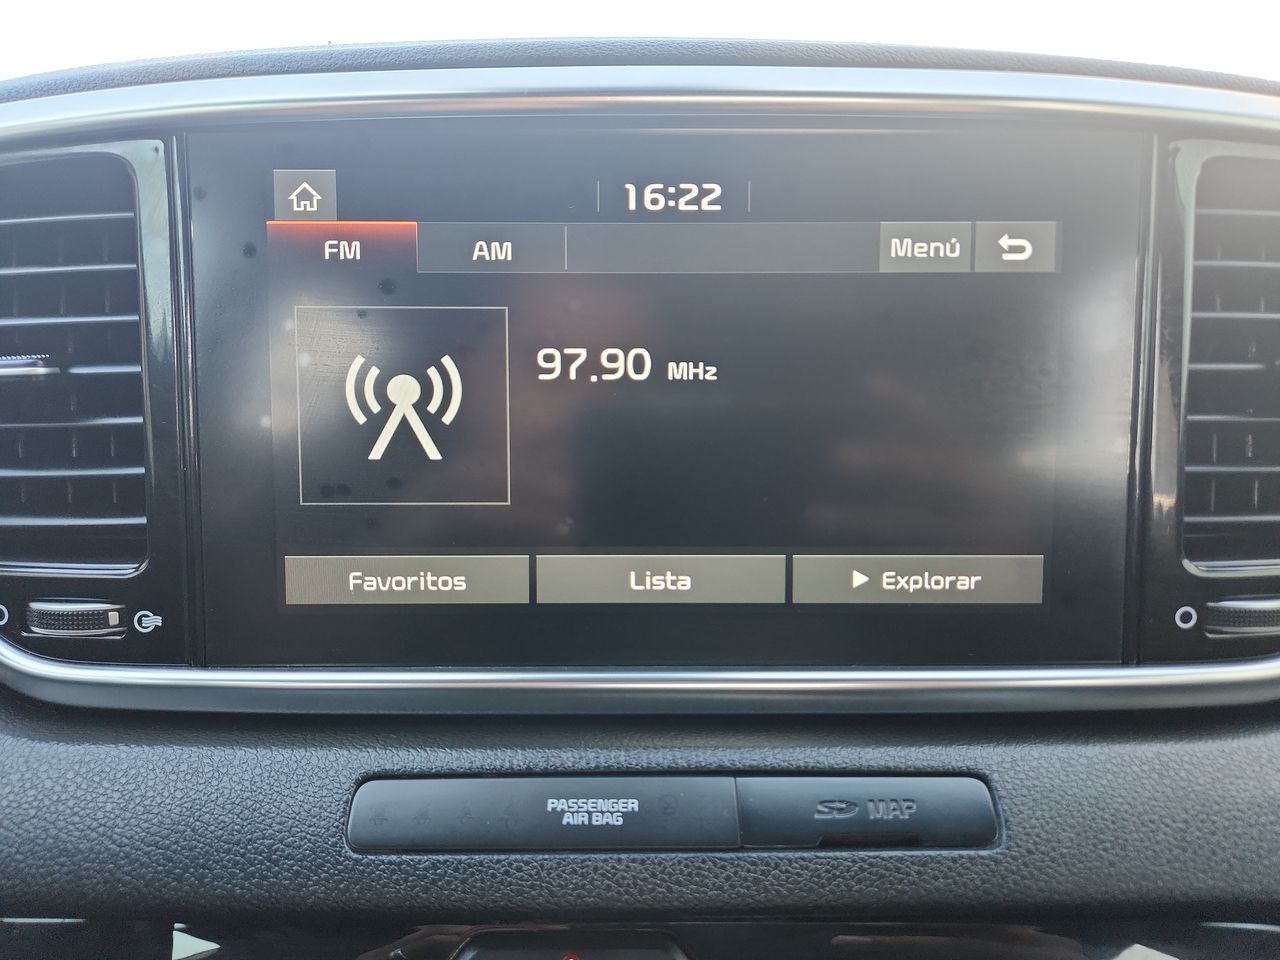 16:22
FM AM Menú
97.90 MHz
Favoritos Lista Explorar
PASSENGER
AIR BAG
SD MAP